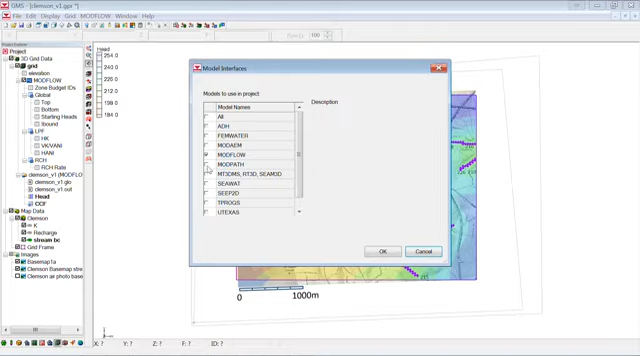 GMS - [clemson_v1.gpr *]
File Edit Display Grid MODFLOW Window Help
Project Explorer
Project
3D Grid Data
grid
elevation
MODFLOW
Zone Budget IDs
Global
Top
Bottom
Starting Heads
Ibound
LPF
HK
VKANI
HANI
RCH
RCH Rate
clemson_v1 (MODFLOW)
clemson_v1.glo
clemson_v1.out
Head
CCF
Map Data
Clemson
K
Recharge
stream bc
Grid Frame
Images
Basemap1a
Clemson Basemap
Clemson air photo base
X:
Y:
Z:
F:
100
Head
254.0
240.0
226.0
212.0
198.0
184.0
Model Interfaces
Models to use in project
Description
Model Names
All
ADH
FEMWATER
MODAEM
MODFLOW
MODPATH
MT3DMS, RT3D, SEAM3D
SEAWAT
SEEP2D
TPROGS
UTEXAS
OK
Cancel
0
1000m
X: ?
Y: ?
Z: ?
F: ?
ID: ?